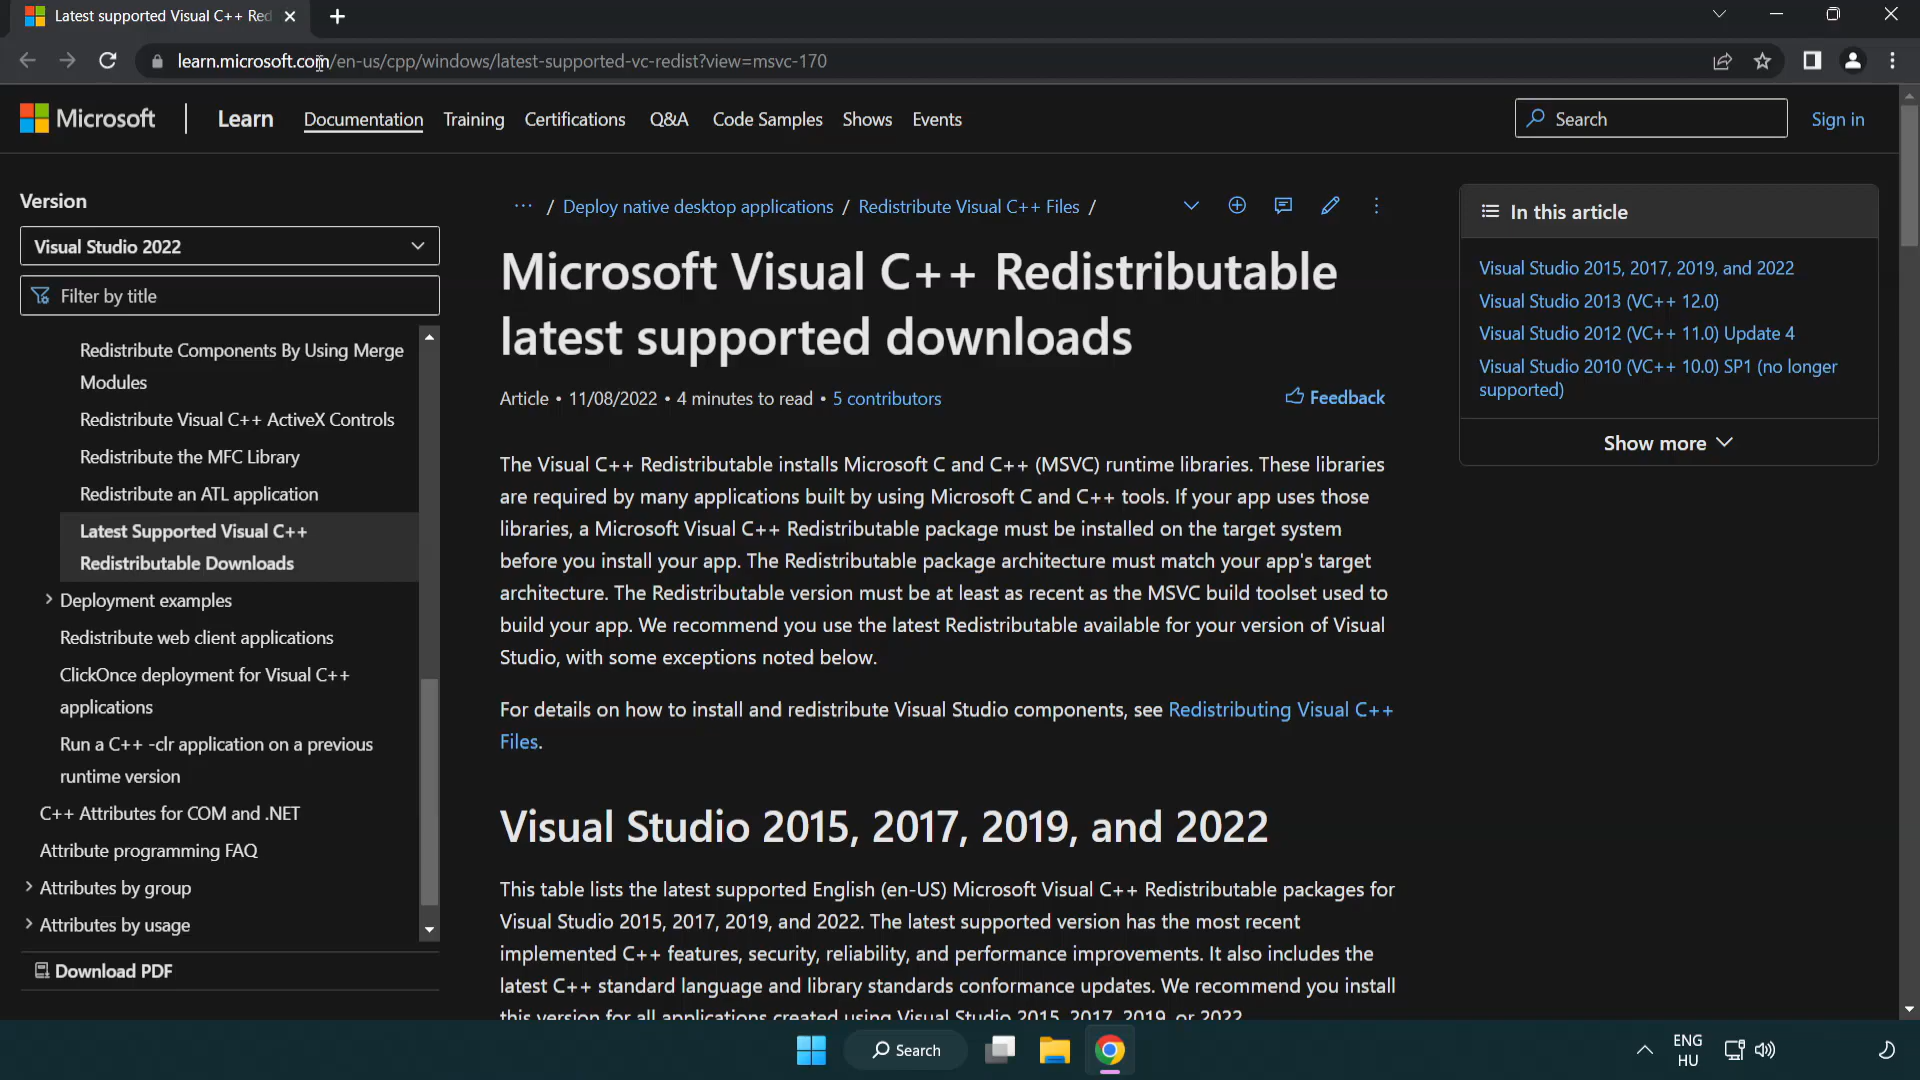 Latest supported Visual C++ Red
learn.microsoft.com/en-us/cpp/windows/latest-supported-vc-redist?view=msvc-170
Microsoft
Learn
Documentation
Training
Certifications
Q&A
Code Samples
Shows
Events
Search
Sign in
Version
Visual Studio 2022
Filter by title
Redistribute Components By Using Merge
Modules
Redistribute Visual C++ ActiveX Controls
Redistribute the MFC Library
Redistribute an ATL application
Latest Supported Visual C++
Redistributable Downloads
Deployment examples
Redistribute web client applications
ClickOnce deployment for Visual C++
applications
Run a C++ -clr application on a previous
runtime version
C++ Attributes for COM and .NET
Attribute programming FAQ
Attributes by group
Attributes by usage
Download PDF
··· / Deploy native desktop applications / Redistribute Visual C++ Files /
Microsoft Visual C++ Redistributable
latest supported downloads
Article • 11/08/2022 • 4 minutes to read • 5 contributors
Feedback
The Visual C++ Redistributable installs Microsoft C and C++ (MSVC) runtime libraries. These libraries
are required by many applications built by using Microsoft C and C++ tools. If your app uses those
libraries, a Microsoft Visual C++ Redistributable package must be installed on the target system
before you install your app. The Redistributable package architecture must match your app's target
architecture. The Redistributable version must be at least as recent as the MSVC build toolset used to
build your app. We recommend you use the latest Redistributable available for your version of Visual
Studio, with some exceptions noted below.
For details on how to install and redistribute Visual Studio components, see Redistributing Visual C++
Files.
Visual Studio 2015, 2017, 2019, and 2022
This table lists the latest supported English (en-US) Microsoft Visual C++ Redistributable packages for
Visual Studio 2015, 2017, 2019, and 2022. The latest supported version has the most recent
implemented C++ features, security, reliability, and performance improvements. It also includes the
latest C++ standard language and library standards conformance updates. We recommend you install
this version for all applications created using Visual Studio 2015, 2017, 2019, or 2022.
In this article
Visual Studio 2015, 2017, 2019, and 2022
Visual Studio 2013 (VC++ 12.0)
Visual Studio 2012 (VC++ 11.0) Update 4
Visual Studio 2010 (VC++ 10.0) SP1 (no longer
supported)
Show more
Search
ENG
HU